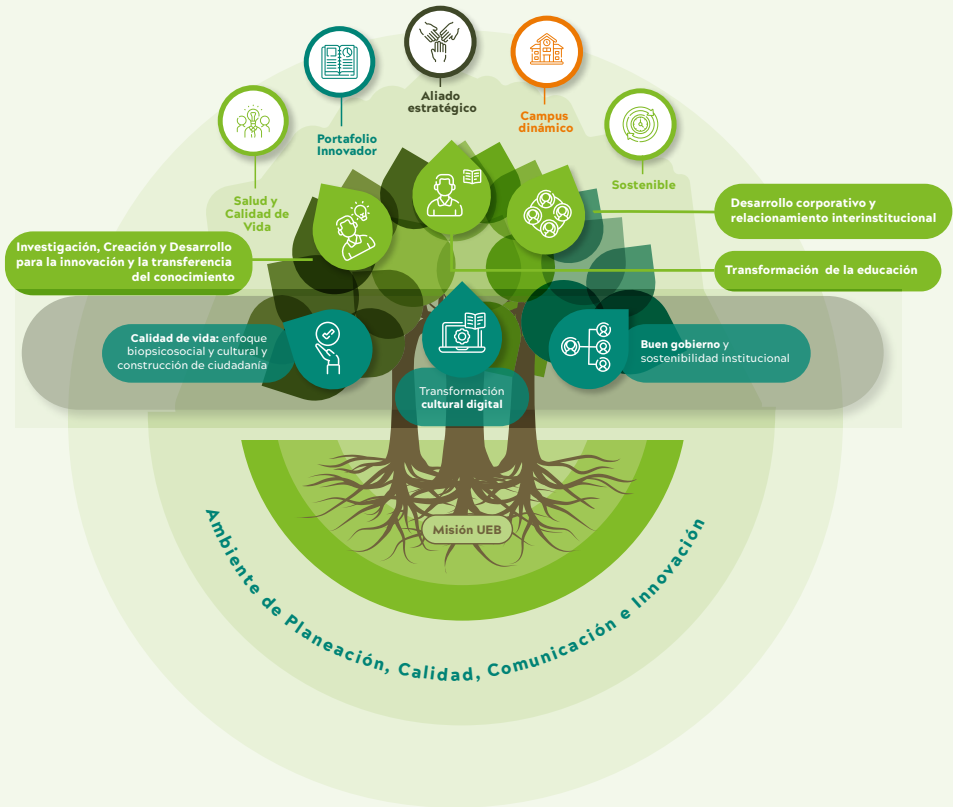 Aliado
estratégico
Campus
dinámico
Portafolio
Innovador
Sostenible
Salud y
Calidad de
Vida
Desarrollo corporativo y
relacionamiento interinstitucional
Investigación, Creación y Desarrollo
para la innovación y la transferencia
del conocimiento
Transformación de la educación
Calidad de vida: enfoque
biopsicosocial y cultural y
construcción de ciudadanía
Buen gobierno y
sostenibilidad institucional
Transformación
cultural digital
Misión UEB
Ambiente de Planeación, Calidad, Comunicación e Innovación